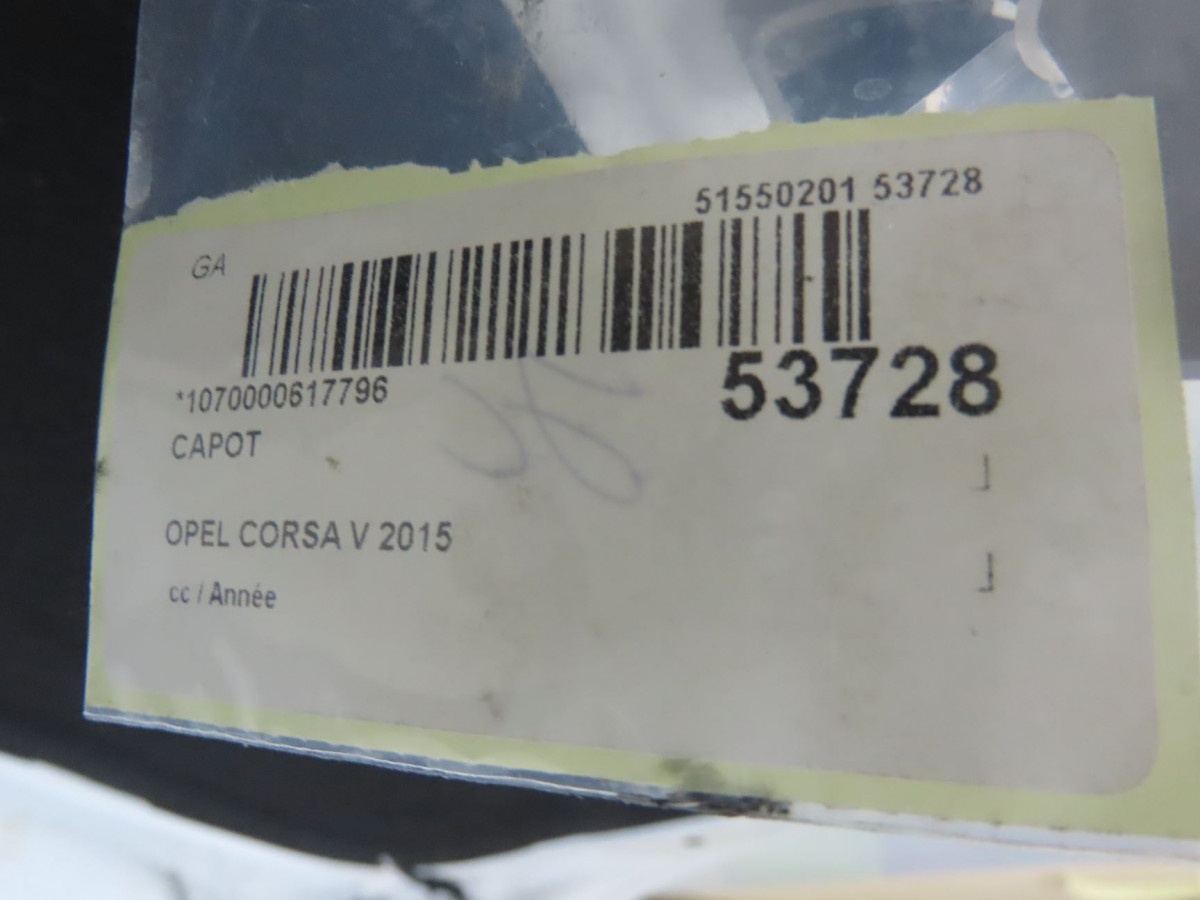 51550201 53728
GA
*1070000617796
53728
CAPOT
OPEL CORSA V 2015
cc / Année